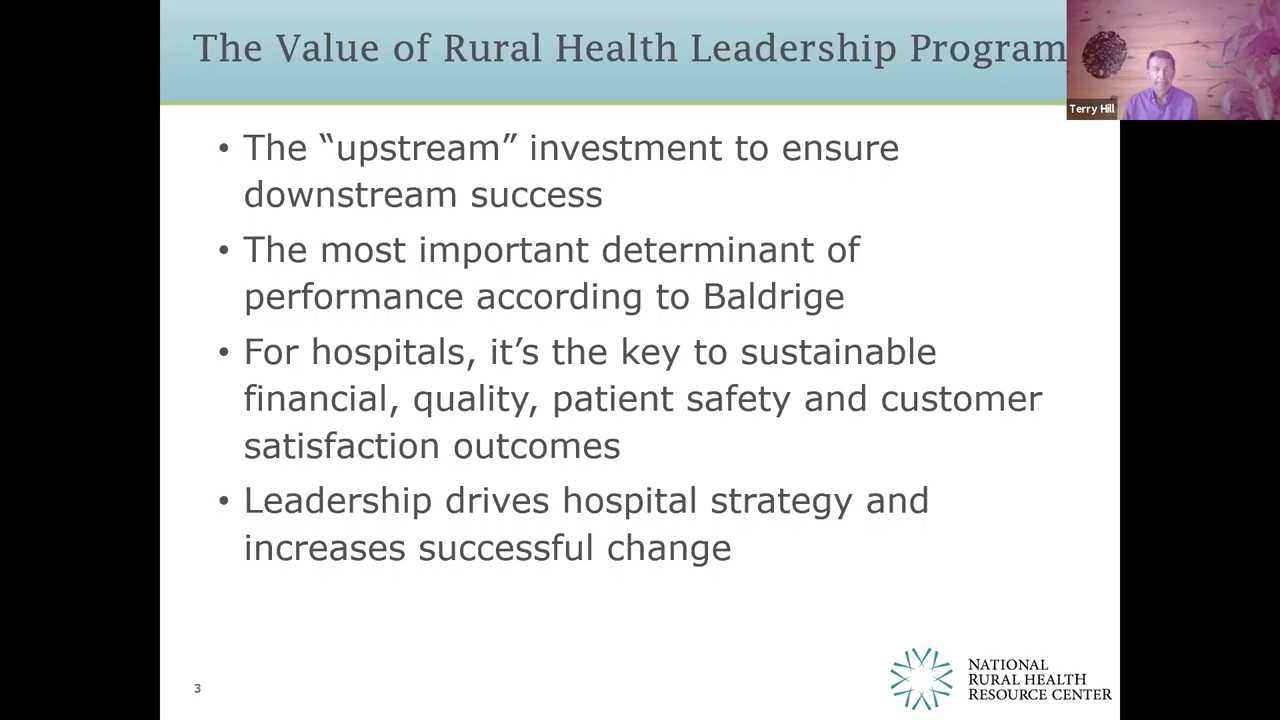 The Value of Rural Health Leadership Program
Terry Hill
• The “upstream” investment to ensure
downstream success
• The most important determinant of
performance according to Baldrige
• For hospitals, it’s the key to sustainable
financial, quality, patient safety and customer
satisfaction outcomes
• Leadership drives hospital strategy and
increases successful change
3
NATIONAL
RURAL HEALTH
RESOURCE CENTER